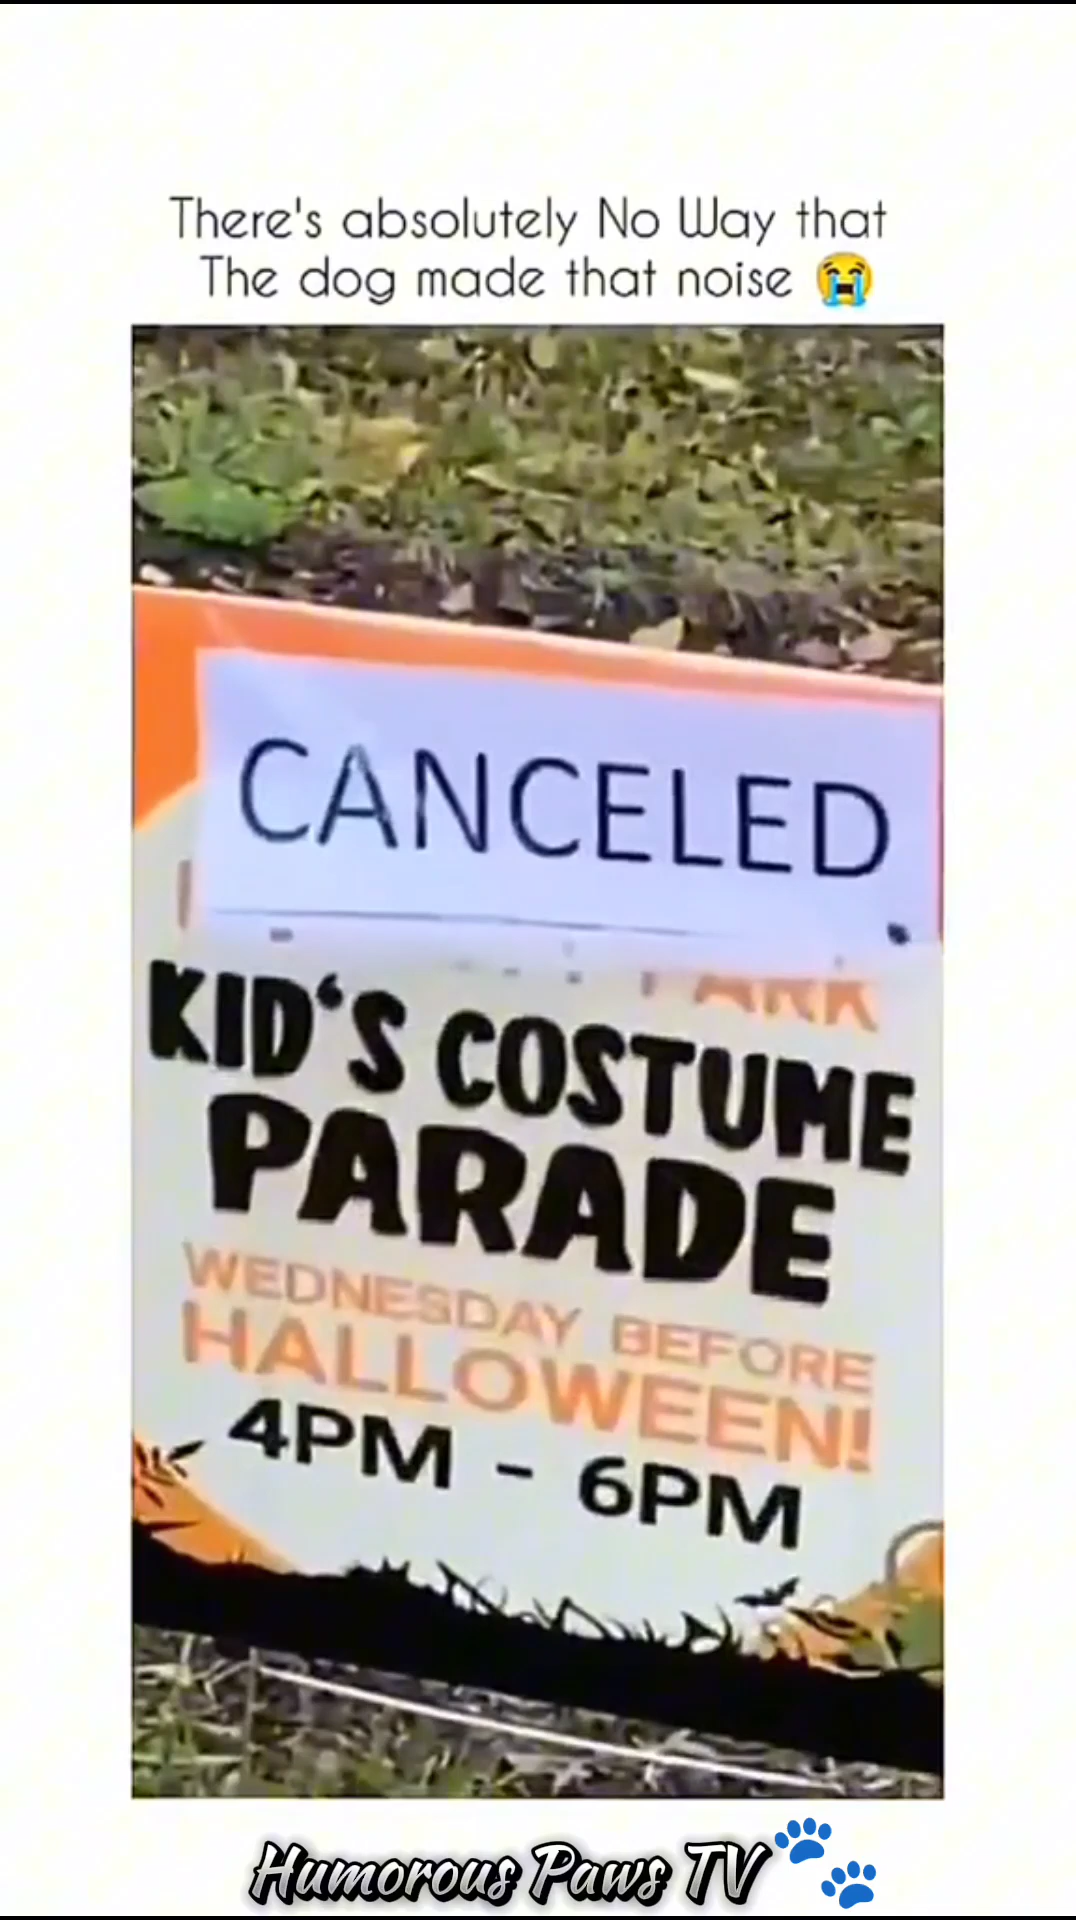 There's absolutely No Way that
The dog made that noise 😭
CANCELED
PARK
KID'S COSTUME
PARADE
WEDNESDAY BEFORE
HALLOWEEN!
4PM - 6PM
Humorous Paws TV🐾